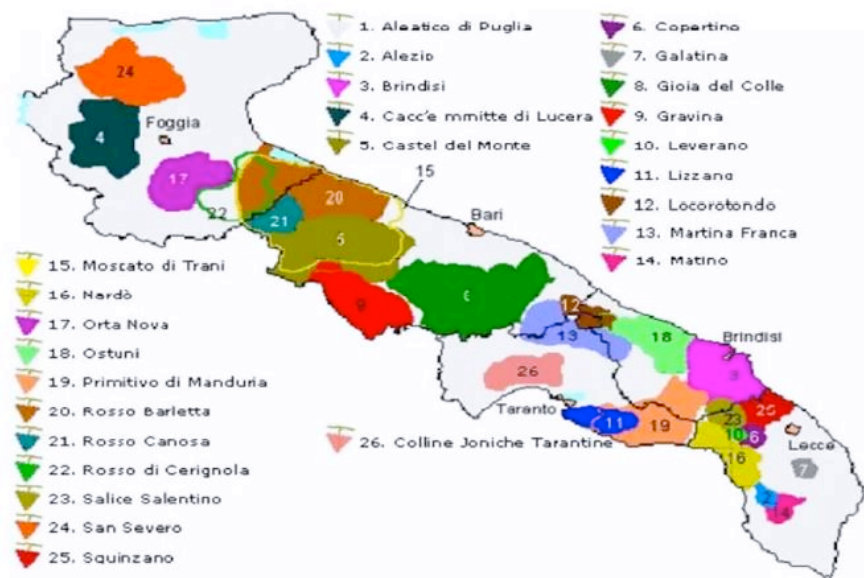 1. Aleatico di Puglia
2. Alezio
3. Brindisi
4. Cacc'e mmitte di Lucera
5. Castel del Monte
6. Copertino
7. Galatina
8. Gioia del Colle
9. Gravina
10. Leverano
11. Lizzano
12. Locorotondo
13. Martina Franca
14. Matino
15. Moscato di Trani
16. Nardò
17. Orta Nova
18. Ostuni
19. Primitivo di Manduria
20. Rosso Barletta
21. Rosso Canosa
22. Rosso di Cerignola
23. Salice Salentino
24. San Severo
25. Squinzano
26. Colline Joniche Tarantine
24
4
Foggia
17
22
21
20
15
Bari
9
12
13
18
Brindisi
26
Taranto
11
19
23
25
10
6
Lecce
16
7
2
14